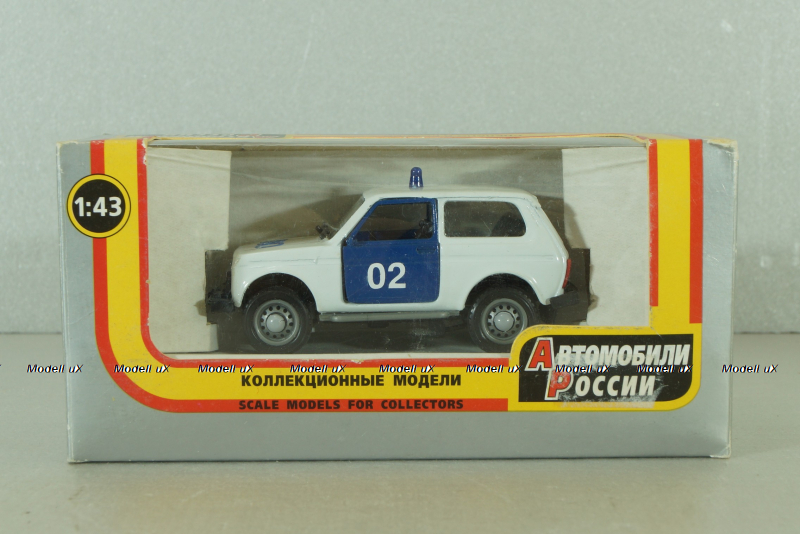 1:43
02
АВТОМОБИЛИ
РОССИИ
Modell uX Modell uX Modell uX Modell uX Modell uX Modell uX Modell uX Modell uX Modell uX
КОЛЛЕКЦИОННЫЕ МОДЕЛИ
SCALE MODELS FOR COLLECTORS